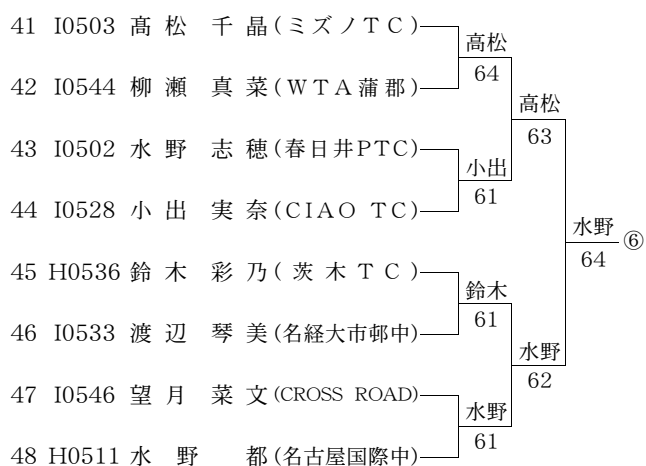 41 I0503 髙松 千晶(ミズノTC)
高松
64
42 I0544 柳瀬 真菜(WTA蒲郡)
高松
63
43 I0502 水野 志穂(春日井PTC)
小出
61
44 I0528 小出 実奈(CIAO TC)
水野 ⑥
64
45 H0536 鈴木 彩乃(茨木TC)
鈴木
61
46 I0533 渡辺 琴美(名経大市邨中)
水野
62
47 I0546 望月 菜文(CROSS ROAD)
水野
61
48 H0511 水野 都(名古屋国際中)